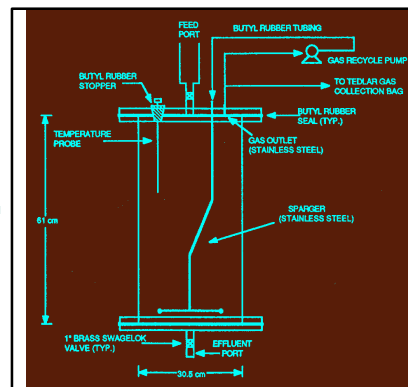 FEED
PORT
BUTYL RUBBER TUBING
GAS RECYCLE PUMP
BUTYL RUBBER
STOPPER
TO TEDLAR GAS
COLLECTION BAG
BUTYL RUBBER
SEAL (TYP.)
TEMPERATURE
PROBE
GAS OUTLET
(STAINLESS STEEL)
61 cm
SPARGER
(STAINLESS STEEL)
1" BRASS SWAGELOK
VALVE (TYP.)
EFFLUENT
PORT
30.5 cm